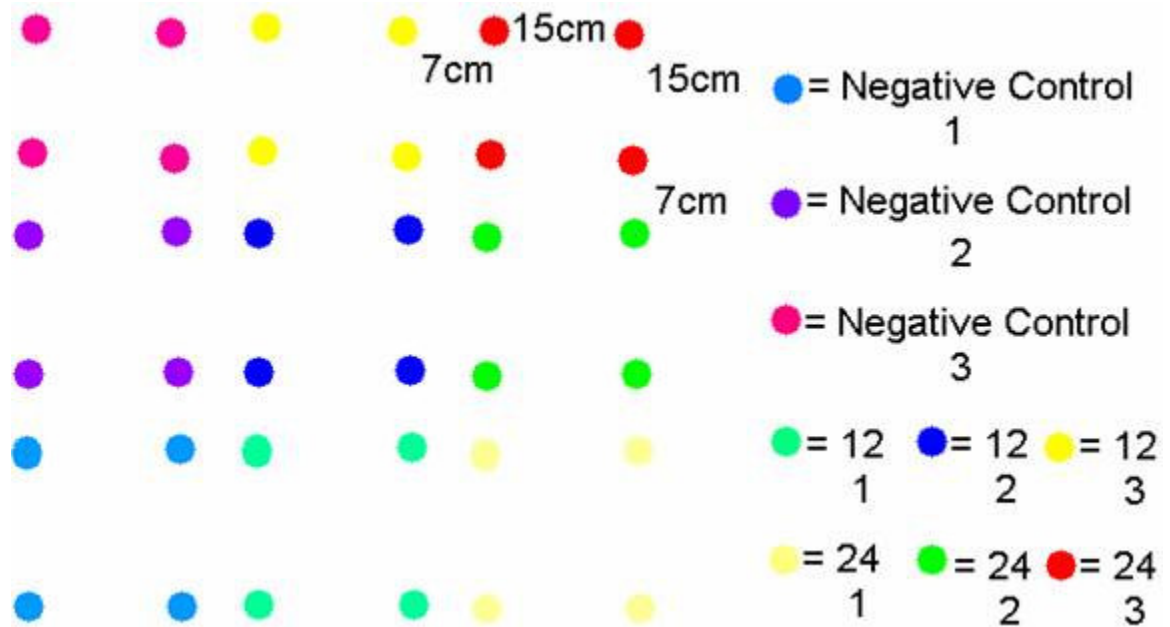 15cm
7cm
15cm
7cm
= Negative Control
1
= Negative Control
2
= Negative Control
3
= 12 = 12 = 12
1 2 3
= 24 = 24 = 24
1 2 3